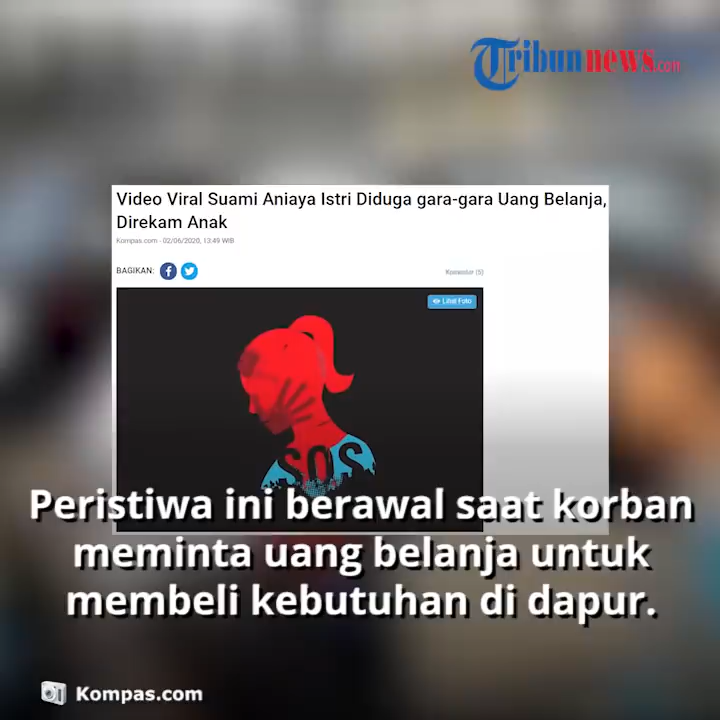 Tribunnews.com
Video Viral Suami Aniaya Istri Diduga gara-gara Uang Belanja,
Direkam Anak
Kompas.com - 02/06/2020, 13:49 WIB
BAGIKAN:
Komentar (5)
Lihat Foto
SOS
Peristiwa ini berawal saat korban
meminta uang belanja untuk
membeli kebutuhan di dapur.
Kompas.com